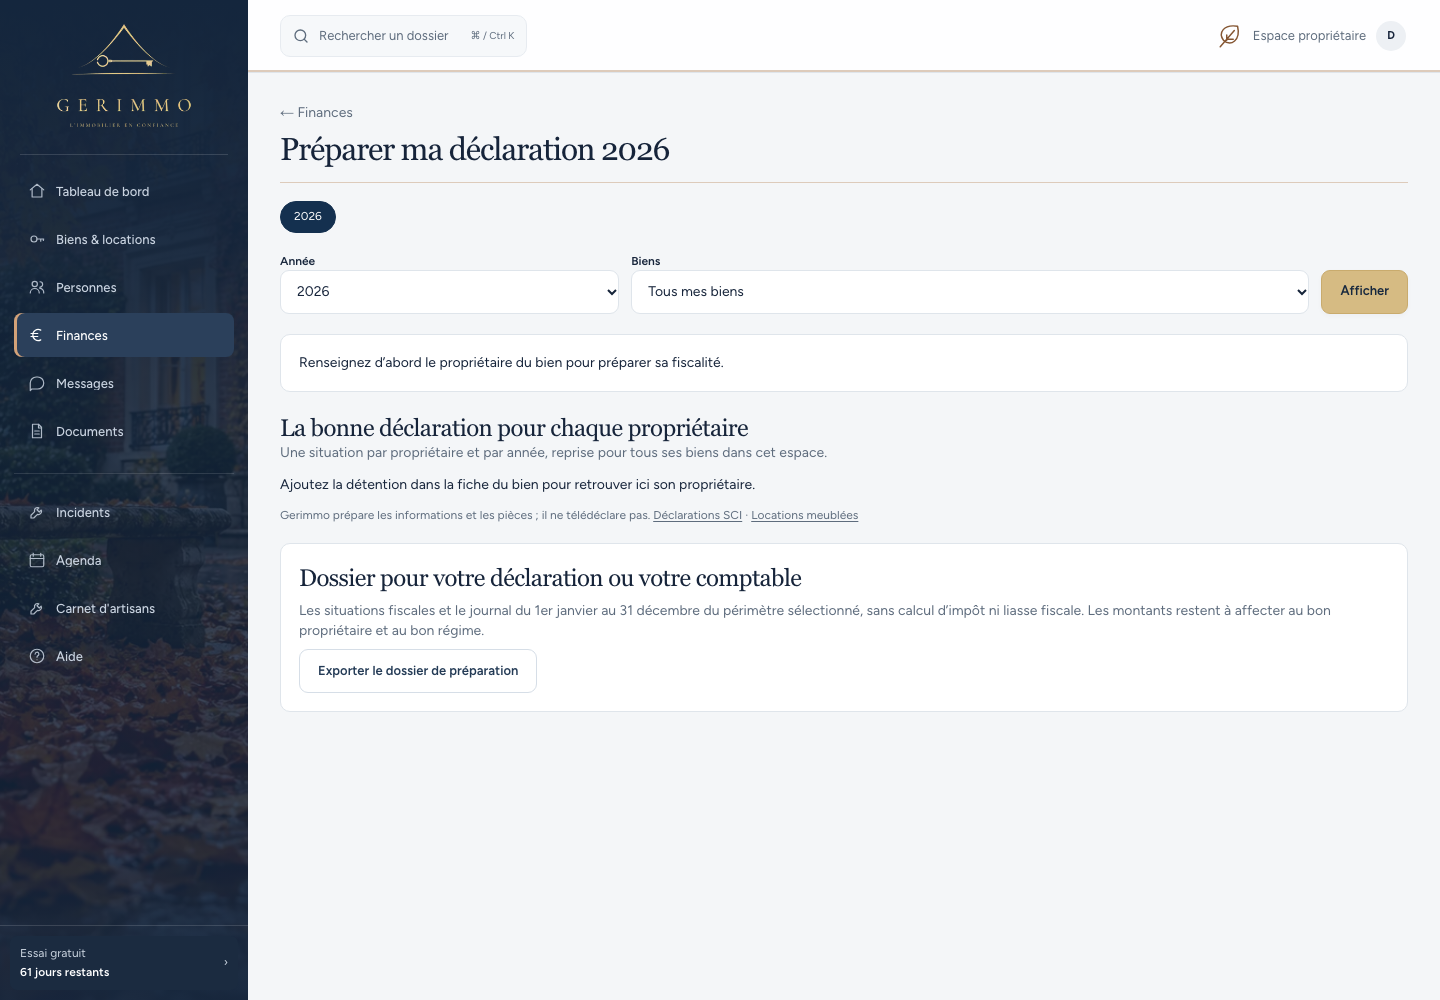 GERIMMO
L'IMMOBILIER EN CONFIANCE
Tableau de bord
Biens & locations
Personnes
Finances
Messages
Documents
Incidents
Agenda
Carnet d'artisans
Aide
Essai gratuit
61 jours restants
Rechercher un dossier
⌘ / Ctrl K
Espace propriétaire
D
← Finances
Préparer ma déclaration 2026
2026
Année
Biens
2026
Tous mes biens
Afficher
Renseignez d’abord le propriétaire du bien pour préparer sa fiscalité.
La bonne déclaration pour chaque propriétaire
Une situation par propriétaire et par année, reprise pour tous ses biens dans cet espace.
Ajoutez la détention dans la fiche du bien pour retrouver ici son propriétaire.
Gerimmo prépare les informations et les pièces ; il ne télédéclare pas. Déclarations SCI · Locations meublées
Dossier pour votre déclaration ou votre comptable
Les situations fiscales et le journal du 1er janvier au 31 décembre du périmètre sélectionné, sans calcul d’impôt ni liasse fiscale. Les montants restent à affecter au bon
propriétaire et au bon régime.
Exporter le dossier de préparation